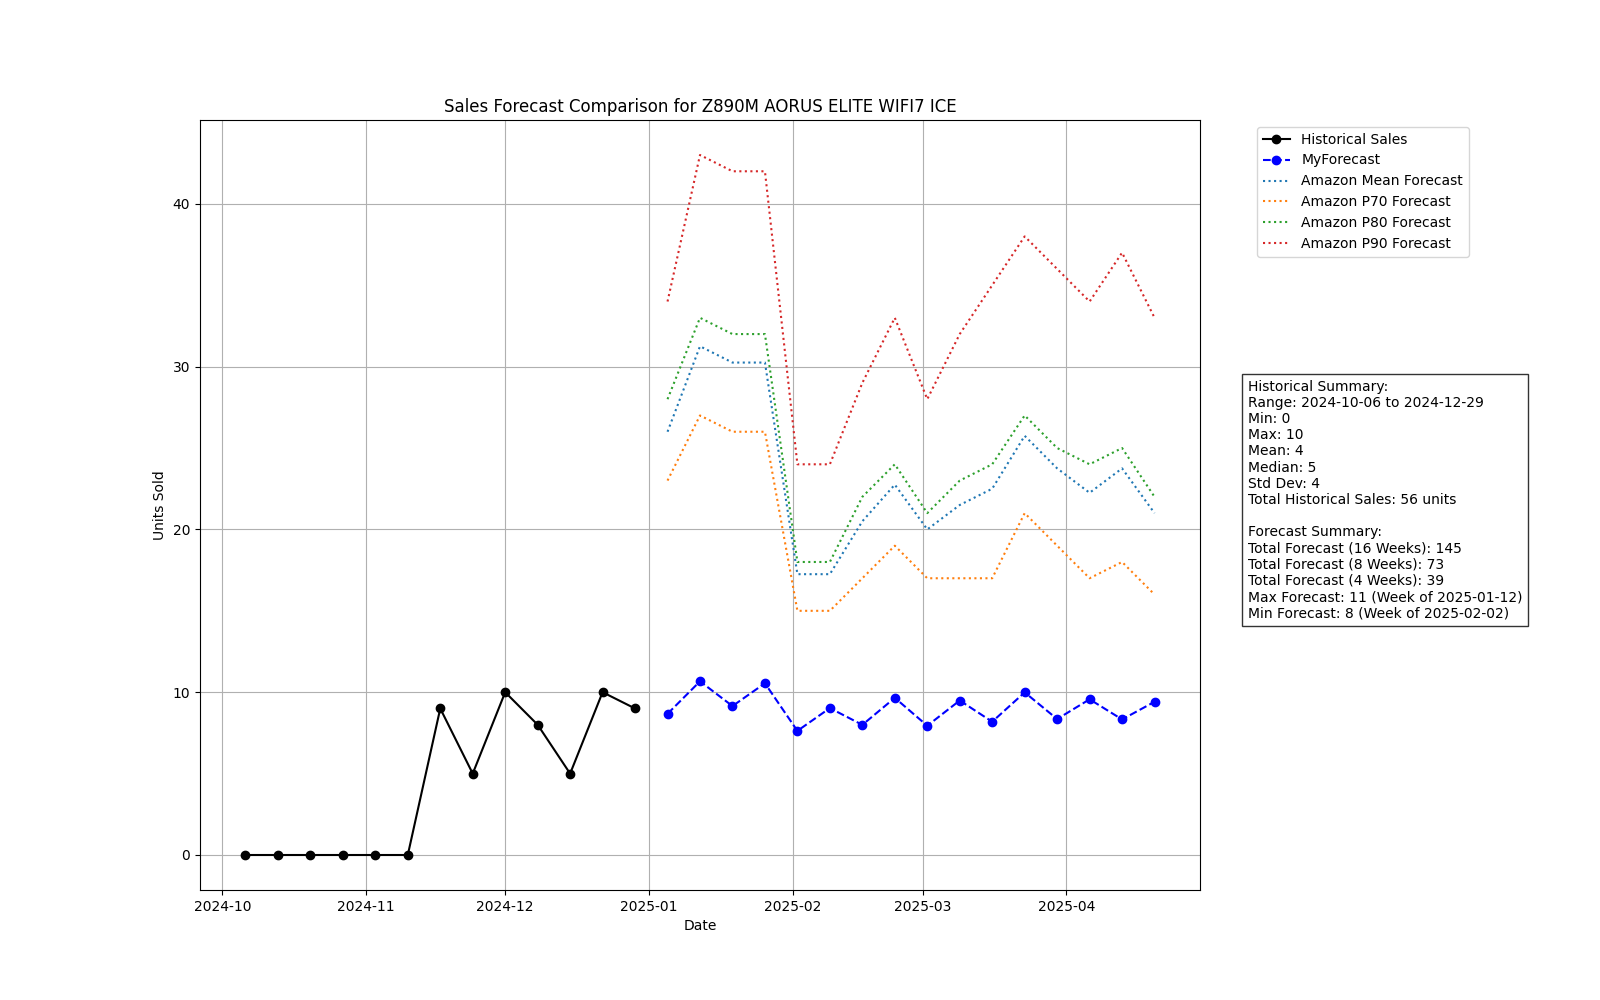 Sales Forecast Comparison for Z890M AORUS ELITE WIFI7 ICE
Historical Sales
MyForecast
Amazon Mean Forecast
Amazon P70 Forecast
Amazon P80 Forecast
Amazon P90 Forecast
40
30
20
10
0
Units Sold
Historical Summary:
Range: 2024-10-06 to 2024-12-29
Min: 0
Max: 10
Mean: 4
Median: 5
Std Dev: 4
Total Historical Sales: 56 units
Forecast Summary:
Total Forecast (16 Weeks): 145
Total Forecast (8 Weeks): 73
Total Forecast (4 Weeks): 39
Max Forecast: 11 (Week of 2025-01-12)
Min Forecast: 8 (Week of 2025-02-02)
2024-10 2024-11 2024-12 2025-01 2025-02 2025-03 2025-04
Date